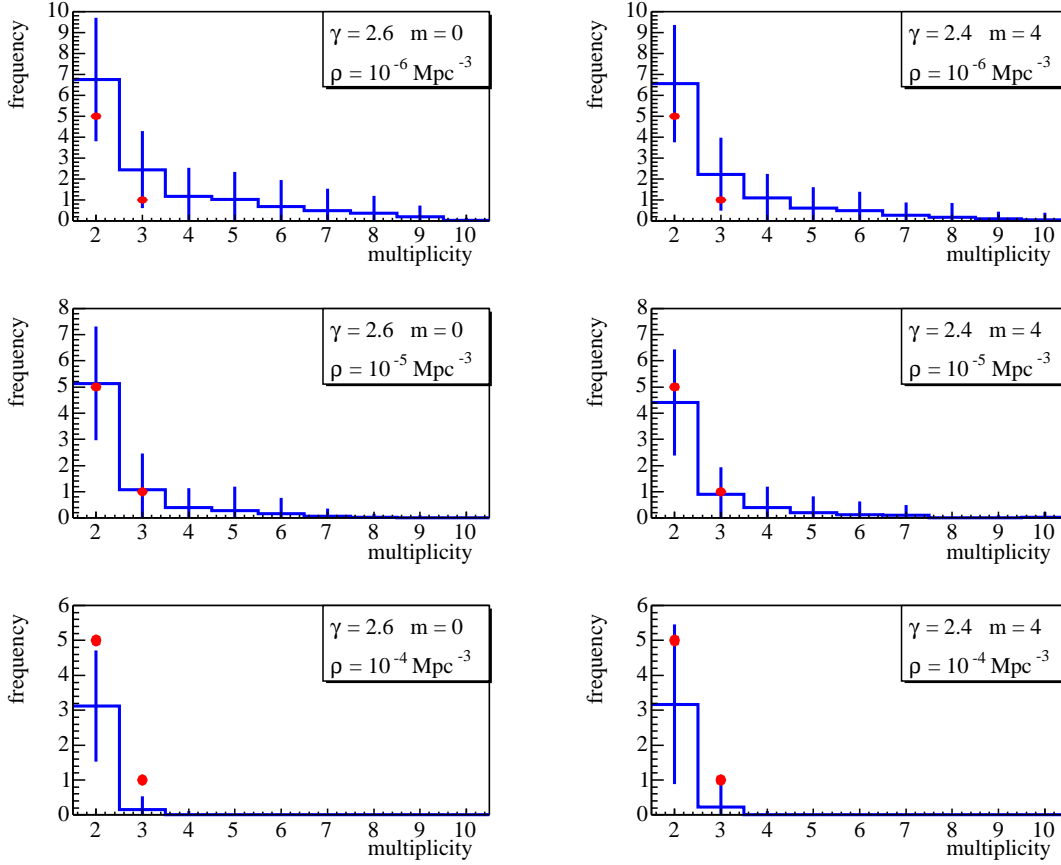 frequency
10
9
8
7
6
5
4
3
2
1
0
γ = 2.6 m = 0
ρ = 10⁻⁶ Mpc⁻³
2 3 4 5 6 7 8 9 10
multiplicity
frequency
10
9
8
7
6
5
4
3
2
1
0
γ = 2.4 m = 4
ρ = 10⁻⁶ Mpc⁻³
2 3 4 5 6 7 8 9 10
multiplicity
frequency
8
7
6
5
4
3
2
1
0
γ = 2.6 m = 0
ρ = 10⁻⁵ Mpc⁻³
2 3 4 5 6 7 8 9 10
multiplicity
frequency
8
7
6
5
4
3
2
1
0
γ = 2.4 m = 4
ρ = 10⁻⁵ Mpc⁻³
2 3 4 5 6 7 8 9 10
multiplicity
frequency
6
5
4
3
2
1
0
γ = 2.6 m = 0
ρ = 10⁻⁴ Mpc⁻³
2 3 4 5 6 7 8 9 10
multiplicity
frequency
6
5
4
3
2
1
0
γ = 2.4 m = 4
ρ = 10⁻⁴ Mpc⁻³
2 3 4 5 6 7 8 9 10
multiplicity